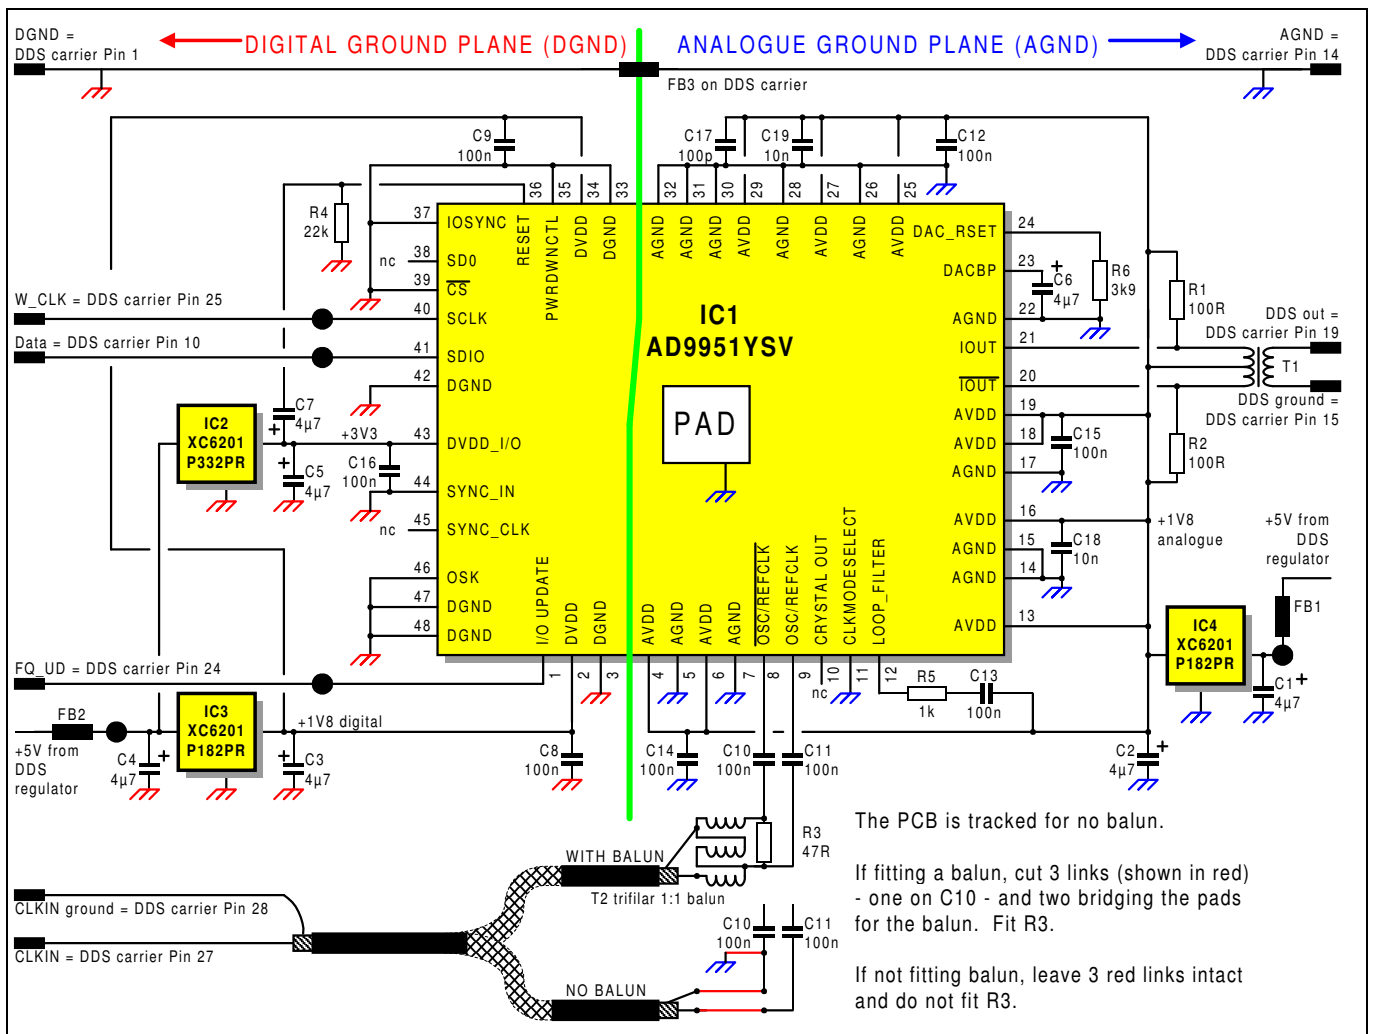 DGND =
DDS carrier Pin 1
DIGITAL GROUND PLANE (DGND)
ANALOGUE GROUND PLANE (AGND)
AGND =
DDS carrier Pin 14
FB3 on DDS carrier
C9
100n
C17
100p
C19
10n
C12
100n
36
35
34
33
32
31
30
29
28
27
26
25
R4
22k
37
IOSYNC
RESET
PWRDWNCTL
DVDD
DGND
AGND
AGND
AGND
AVDD
AGND
AVDD
AGND
AVDD
DAC_RSET
24
nc
38
SD0
DACBP
23
+
C6
4µ7
R6
3k9
39
CS
R1
100R
W_CLK = DDS carrier Pin 25
40
SCLK
IC1
AD9951YSV
AGND
22
DDS out =
DDS carrier Pin 19
Data = DDS carrier Pin 10
41
SDIO
IOUT
21
T1
42
DGND
IOUT
20
DDS ground =
DDS carrier Pin 15
C7
4µ7
+
IC2
XC6201
P332PR
PAD
AVDD
19
+3V3
43
DVDD_I/O
AVDD
18
C15
100n
R2
100R
+
C5
4µ7
C16
100n
AGND
17
44
SYNC_IN
nc
45
SYNC_CLK
AVDD
16
+1V8
analogue
+5V from
DDS
regulator
AGND
15
C18
10n
46
OSK
AGND
14
47
DGND
48
DGND
I/O UPDATE
DVDD
DGND
AVDD
AGND
AVDD
AGND
OSC/REFCLK
OSC/REFCLK
CRYSTAL OUT
CLKMODESELECT
LOOP_FILTER
AVDD
13
FB1
IC4
XC6201
P182PR
C1
+
4µ7
FQ_UD = DDS carrier Pin 24
1
2
3
4
5
6
7
8
9
10
11
12
nc
R5
1k
C13
100n
FB2
IC3
XC6201
P182PR
+1V8 digital
+5V from
DDS
regulator
C4
4µ7
+
+
C3
4µ7
C8
100n
C14
100n
C10
100n
C11
100n
C2
4µ7
+
WITH BALUN
R3
47R
T2 trifilar 1:1 balun
The PCB is tracked for no balun.
If fitting a balun, cut 3 links (shown in red)
- one on C10 - and two bridging the pads
for the balun. Fit R3.
CLKIN ground = DDS carrier Pin 28
C10
100n
C11
100n
CLKIN = DDS carrier Pin 27
NO BALUN
If not fitting balun, leave 3 red links intact
and do not fit R3.